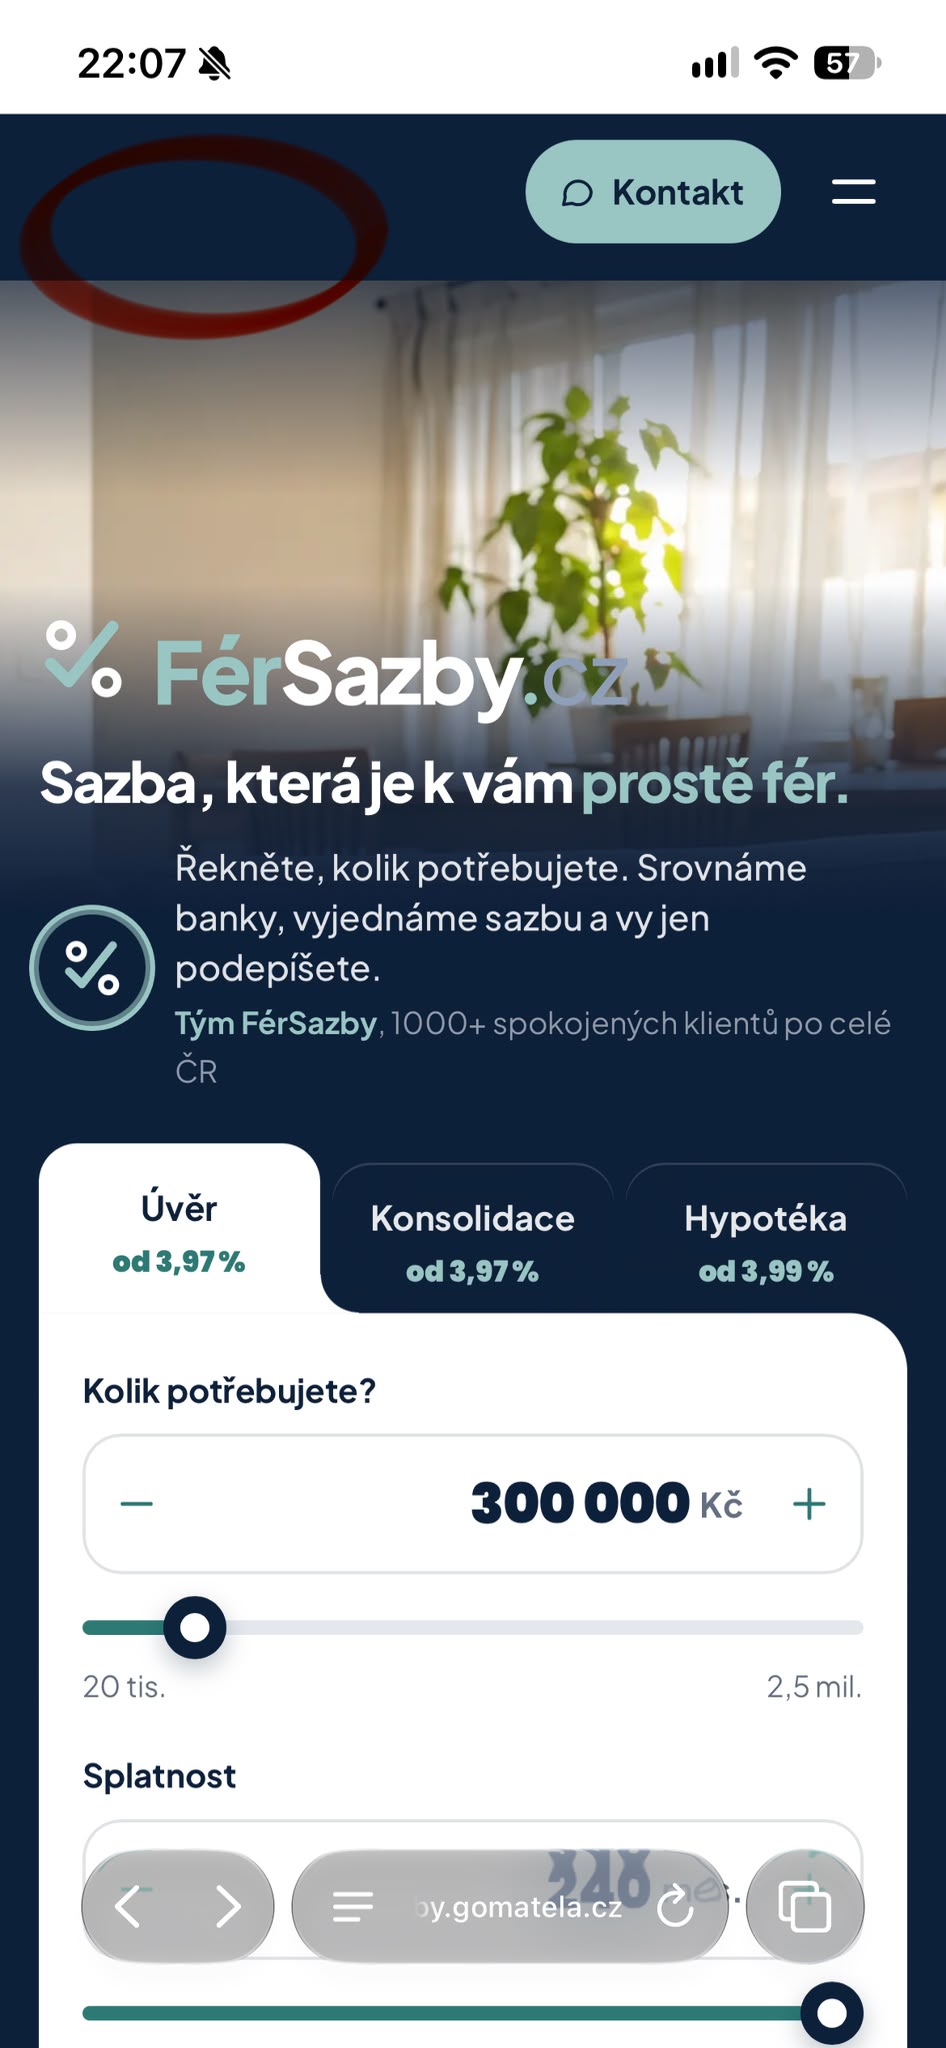 22:07
57
Kontakt
FérSazby.cz
Sazba, která je k vám prostě fér.
Řekněte, kolik potřebujete. Srovnáme
banky, vyjednáme sazbu a vy jen
podepíšete.
Tým FérSazby, 1000+ spokojených klientů po celé
ČR
Úvěr
od 3,97 %
Konsolidace
od 3,97 %
Hypotéka
od 3,99 %
Kolik potřebujete?
300 000 Kč
20 tis.
2,5 mil.
Splatnost
by.gomatela.cz